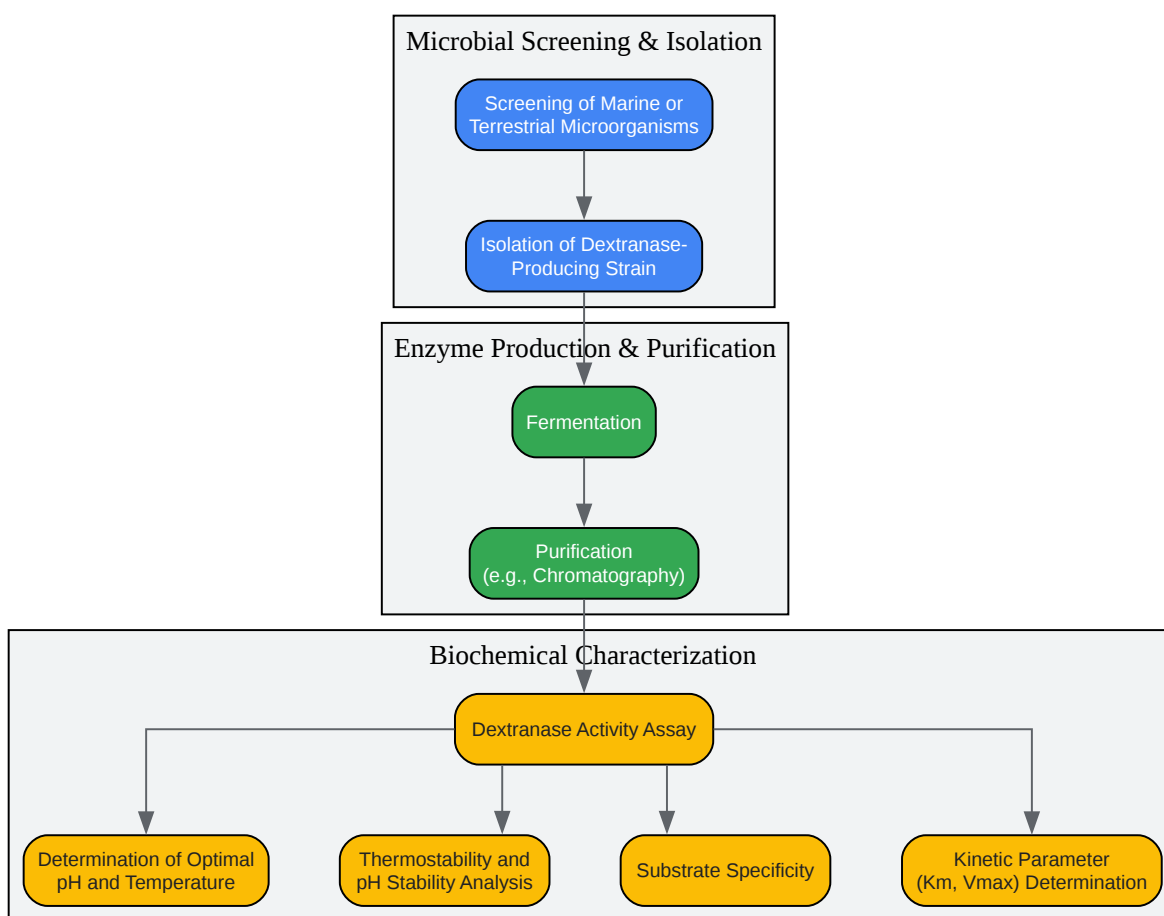 Microbial Screening & Isolation
Screening of Marine or
Terrestrial Microorganisms
Isolation of Dextranase-
Producing Strain
Enzyme Production & Purification
Fermentation
Purification
(e.g., Chromatography)
Biochemical Characterization
Dextranase Activity Assay
Determination of Optimal
pH and Temperature
Thermostability and
pH Stability Analysis
Substrate Specificity
Kinetic Parameter
(Km, Vmax) Determination